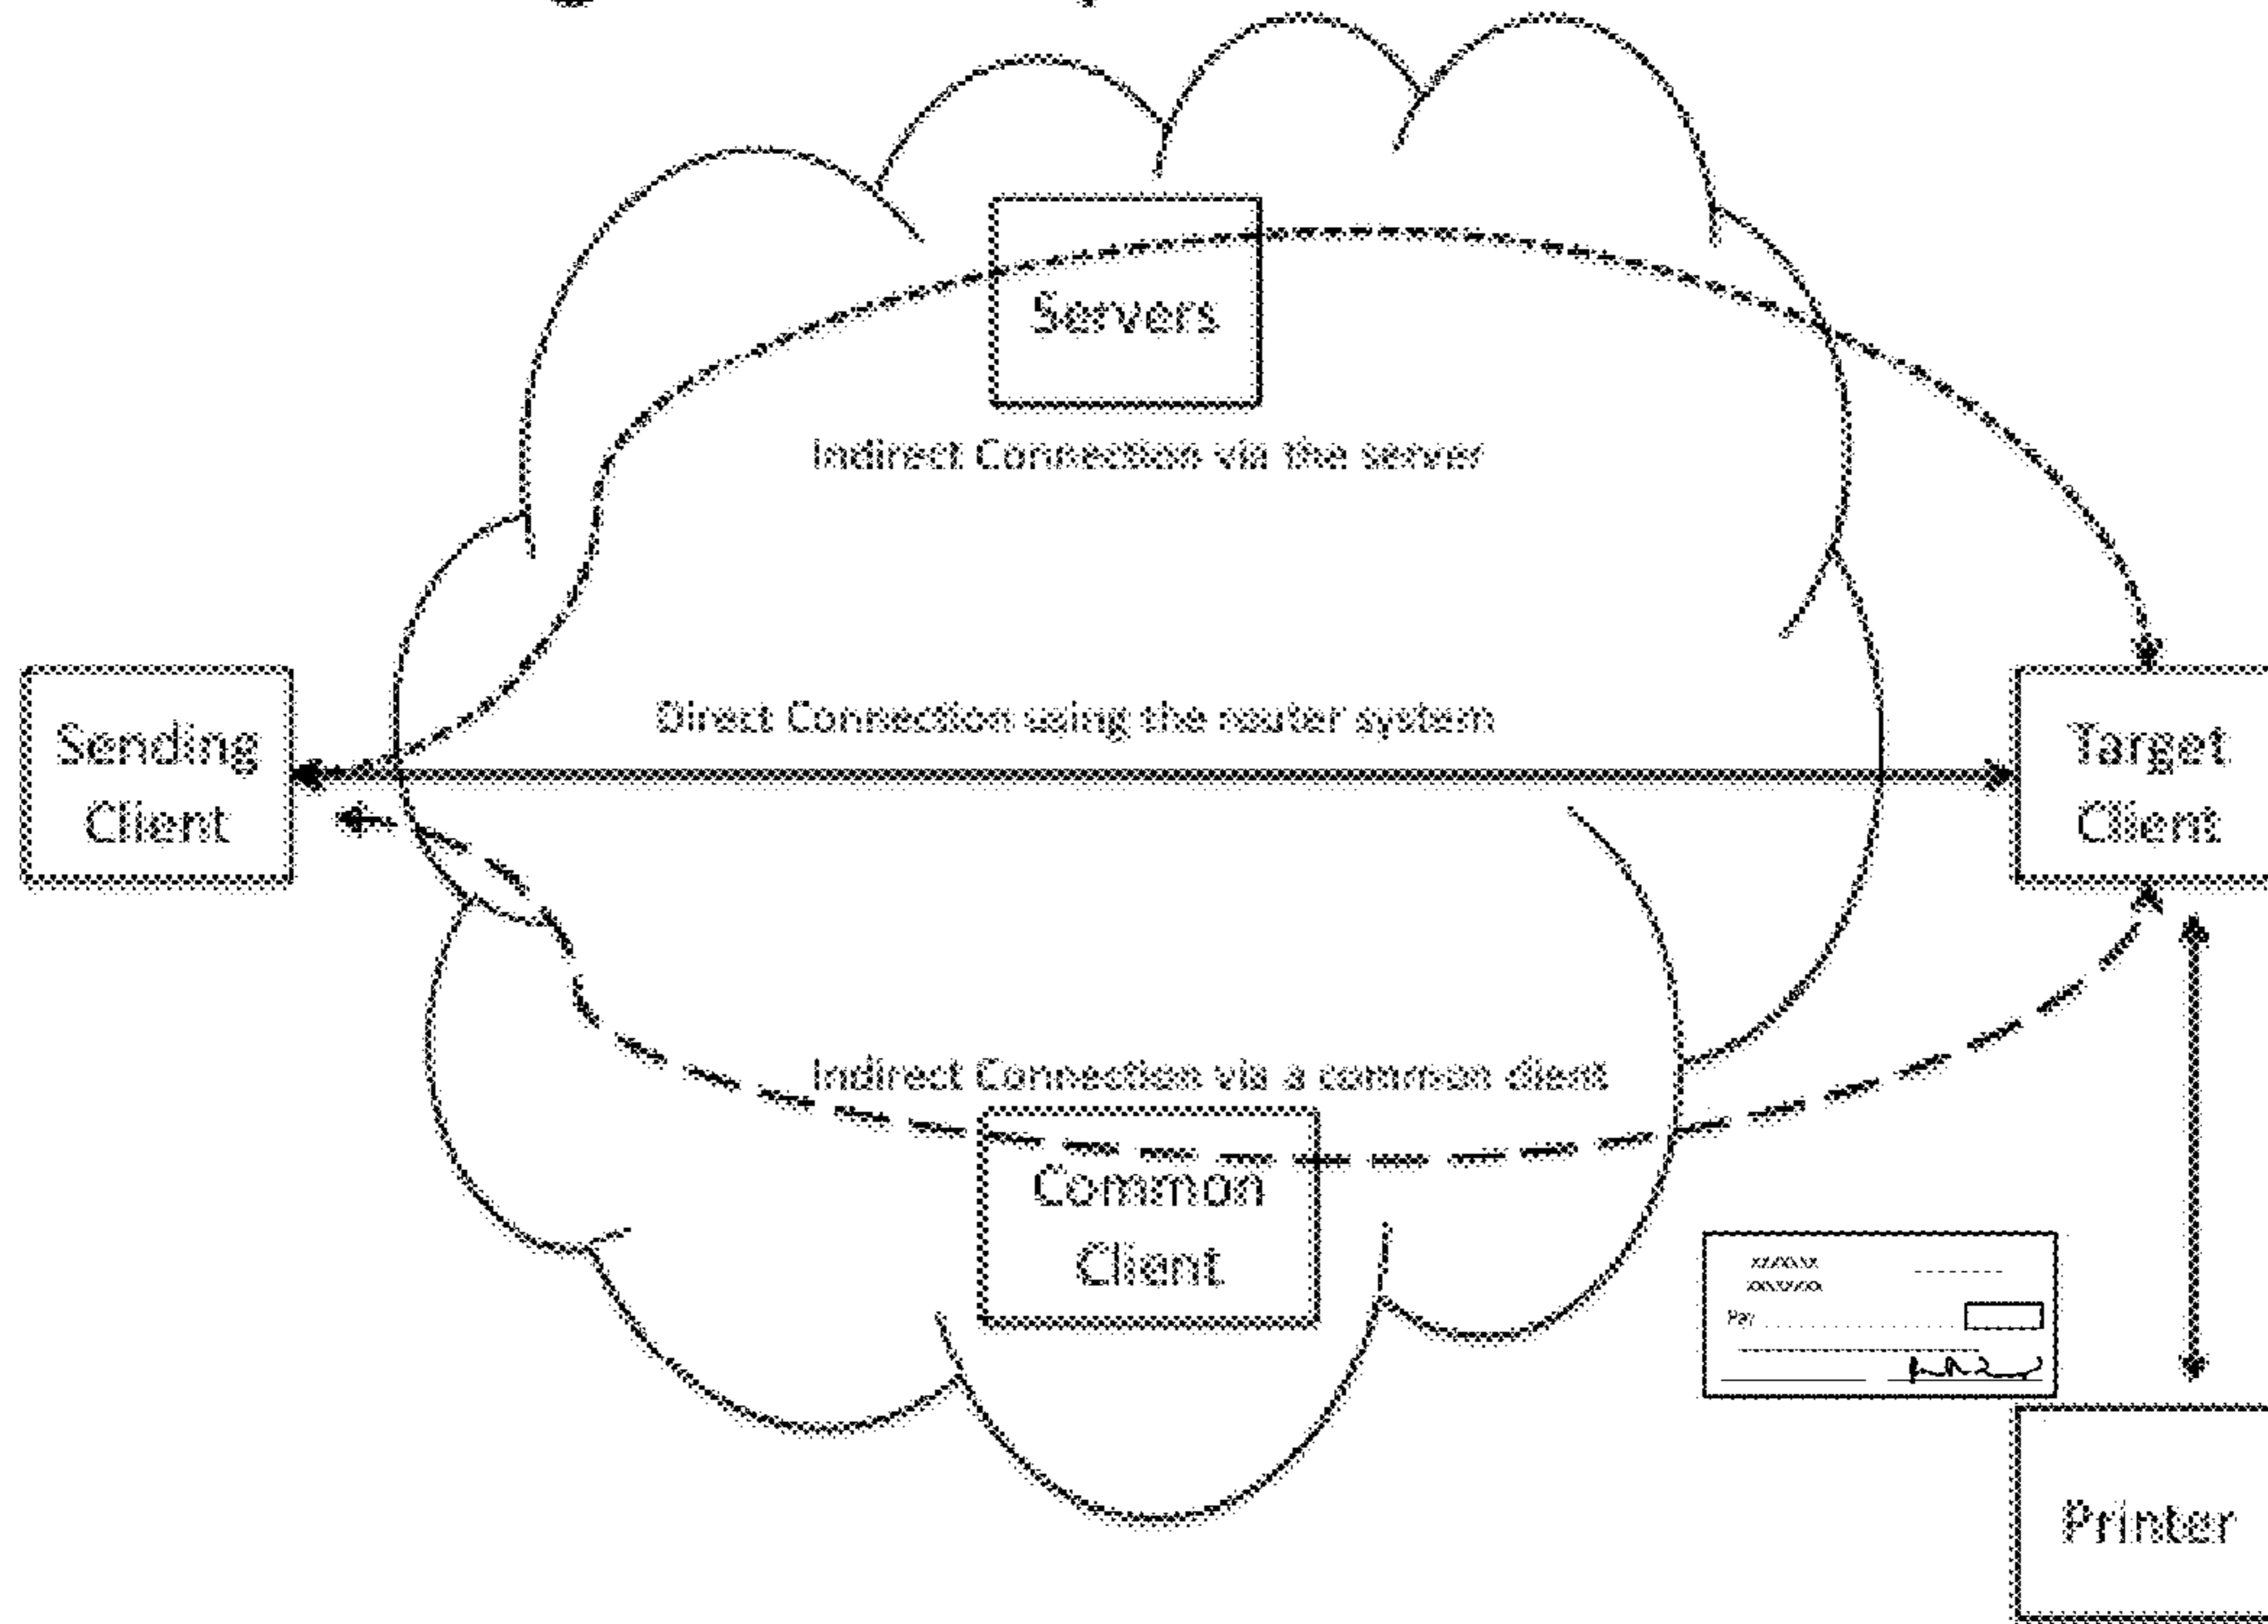 Servers
Indirect Connection via the server
Direct Connection using the router system
Sending
Client
Target
Client
Indirect Connection via a common client
Common
Client
Pay
Printer